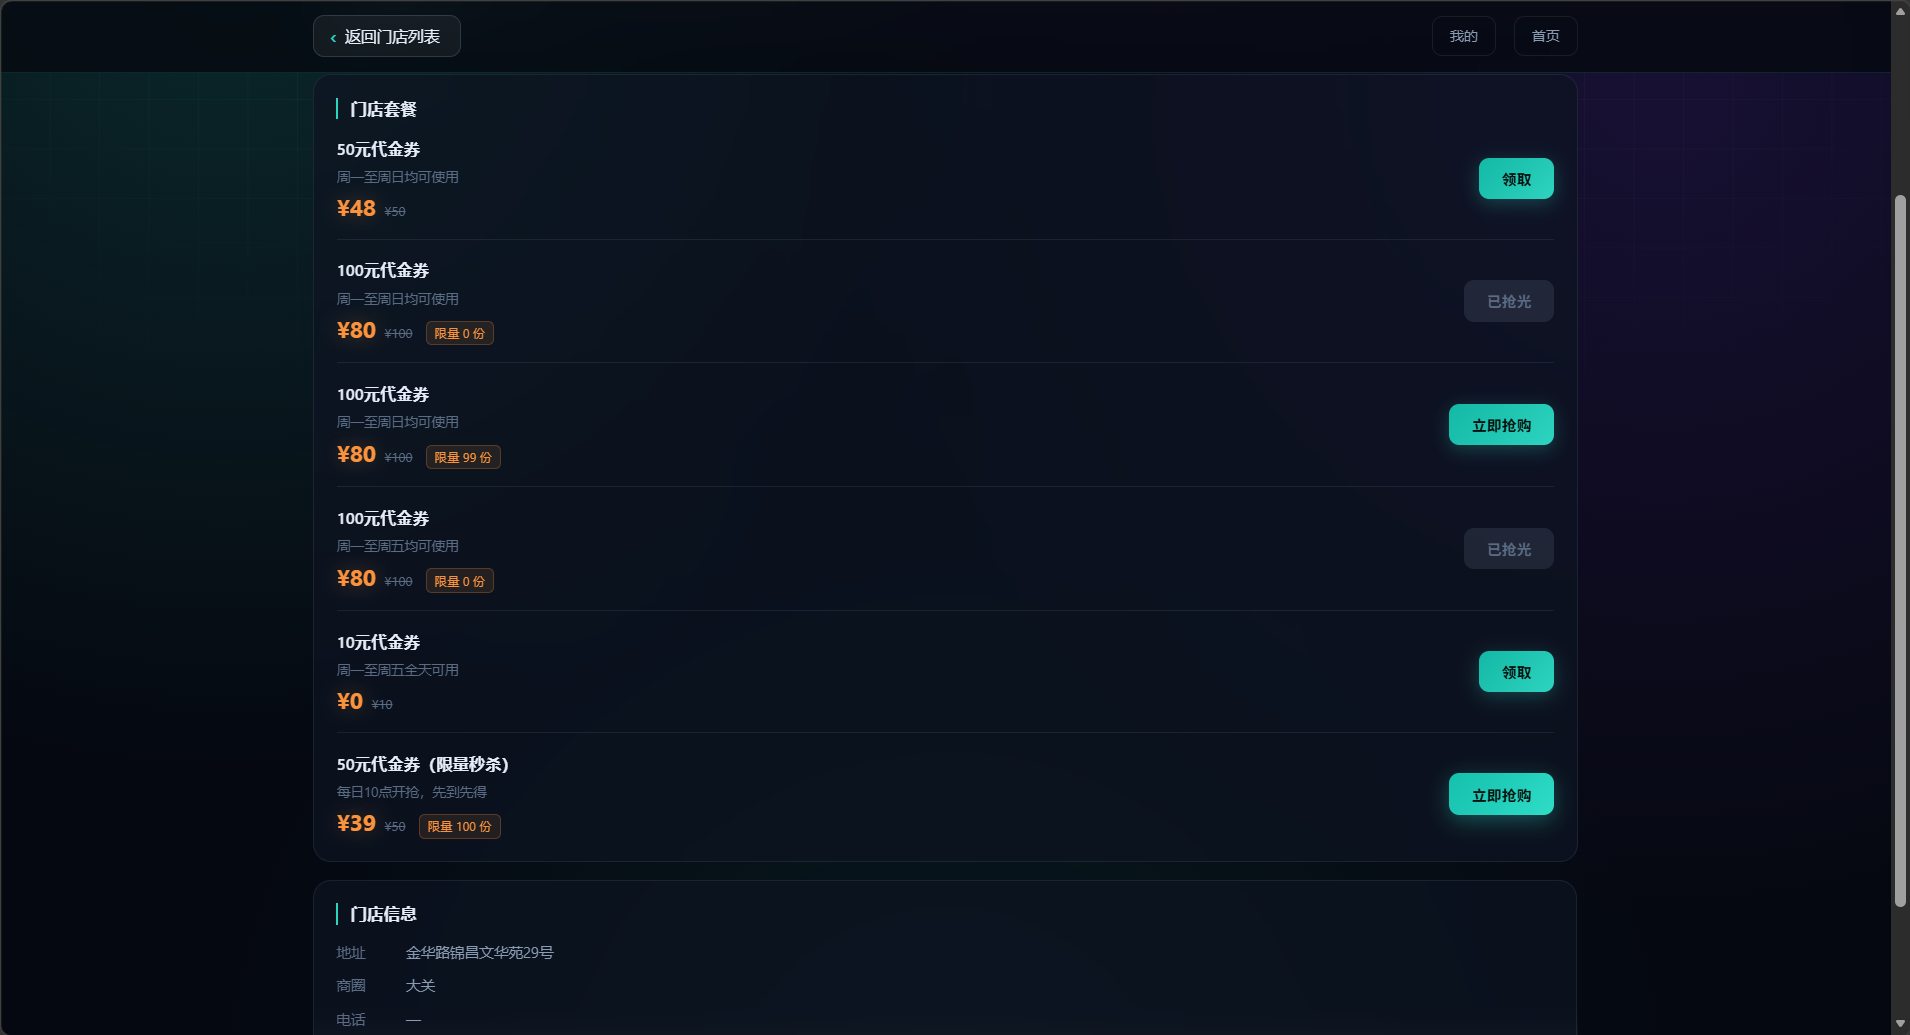 ‹ 返回门店列表
我的
首页
门店套餐
50元代金券
周一至周日均可使用
¥48 ¥50
领取
100元代金券
周一至周日均可使用
¥80 ¥100 限量 0 份
已抢光
100元代金券
周一至周日均可使用
¥80 ¥100 限量 99 份
立即抢购
100元代金券
周一至周五均可使用
¥80 ¥100 限量 0 份
已抢光
10元代金券
周一至周五全天可用
¥0 ¥10
领取
50元代金券（限量秒杀）
每日10点开抢，先到先得
¥39 ¥50 限量 100 份
立即抢购
门店信息
地址 金华路锦昌文华苑29号
商圈 大关
电话 —